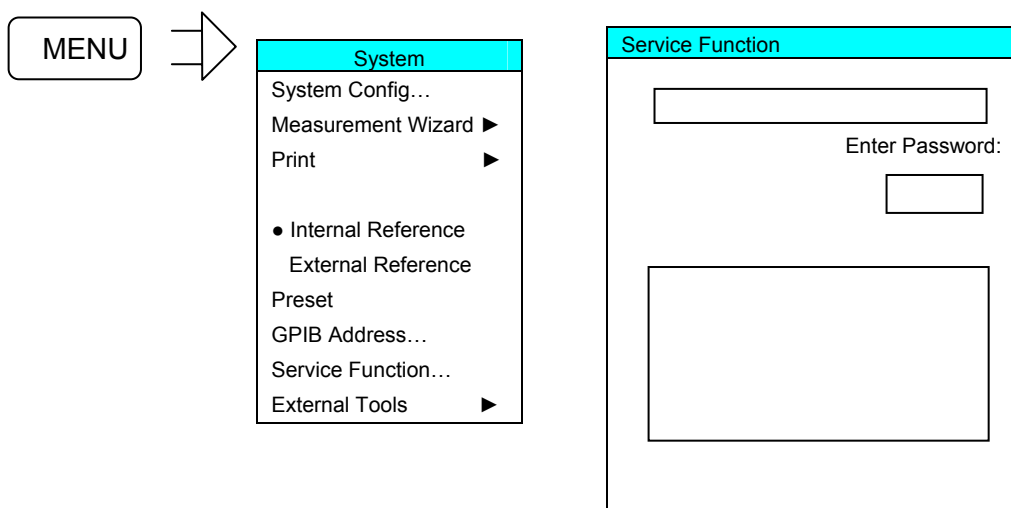 MENU
System
System Config…
Measurement Wizard ►
Print ►
● Internal Reference
External Reference
Preset
GPIB Address…
Service Function…
External Tools ►
Service Function
Enter Password: